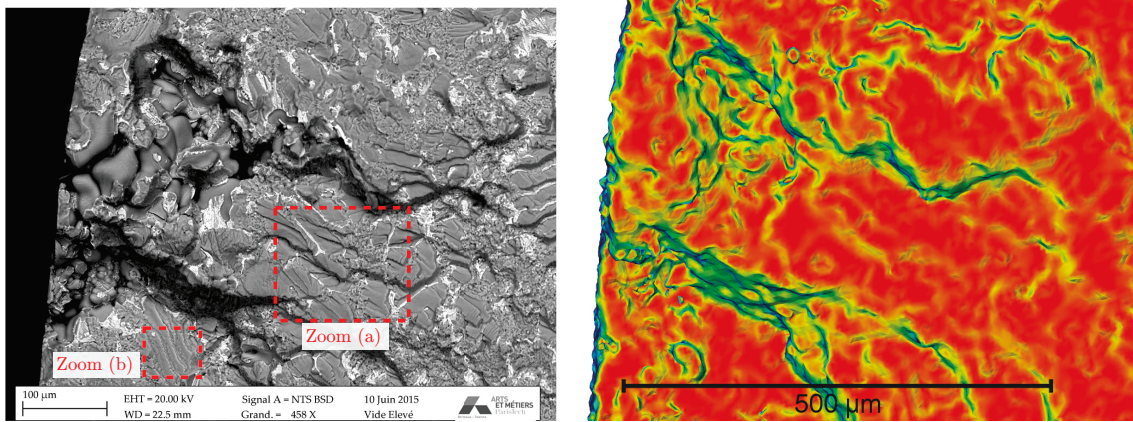 Zoom (a)
Zoom (b)
100 µm
EHT = 20.00 kV
Signal A = NTS BSD
10 Juin 2015
WD = 22.5 mm
Grand. = 458 X
Vide Elevé
ARTS
ET MÉTIERS
ParisTech
500 µm